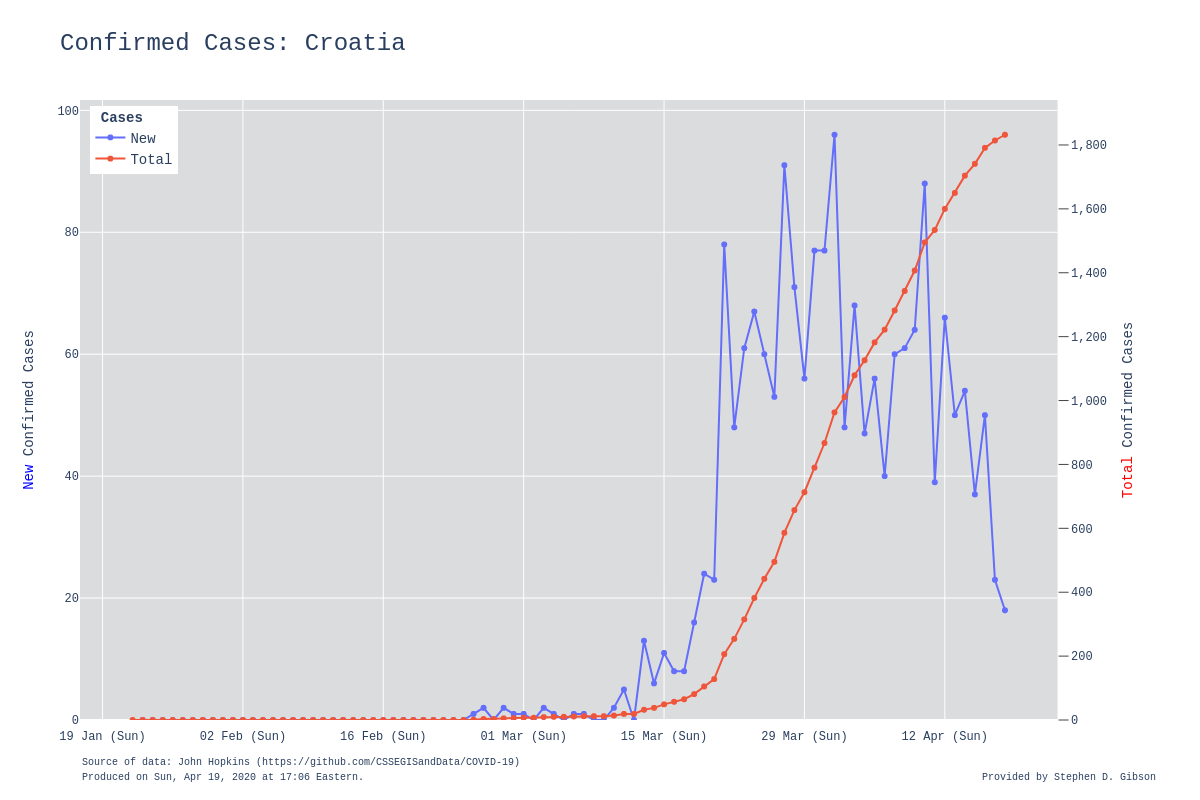 Confirmed Cases: Croatia
Cases
New
Total
100
80
60
40
20
0
New Confirmed Cases
1,800
1,600
1,400
1,200
1,000
800
600
400
200
0
Total Confirmed Cases
19 Jan (Sun)
02 Feb (Sun)
16 Feb (Sun)
01 Mar (Sun)
15 Mar (Sun)
29 Mar (Sun)
12 Apr (Sun)
Source of data: John Hopkins (https://github.com/CSSEGISandData/COVID-19)
Produced on Sun, Apr 19, 2020 at 17:06 Eastern.
Provided by Stephen D. Gibson